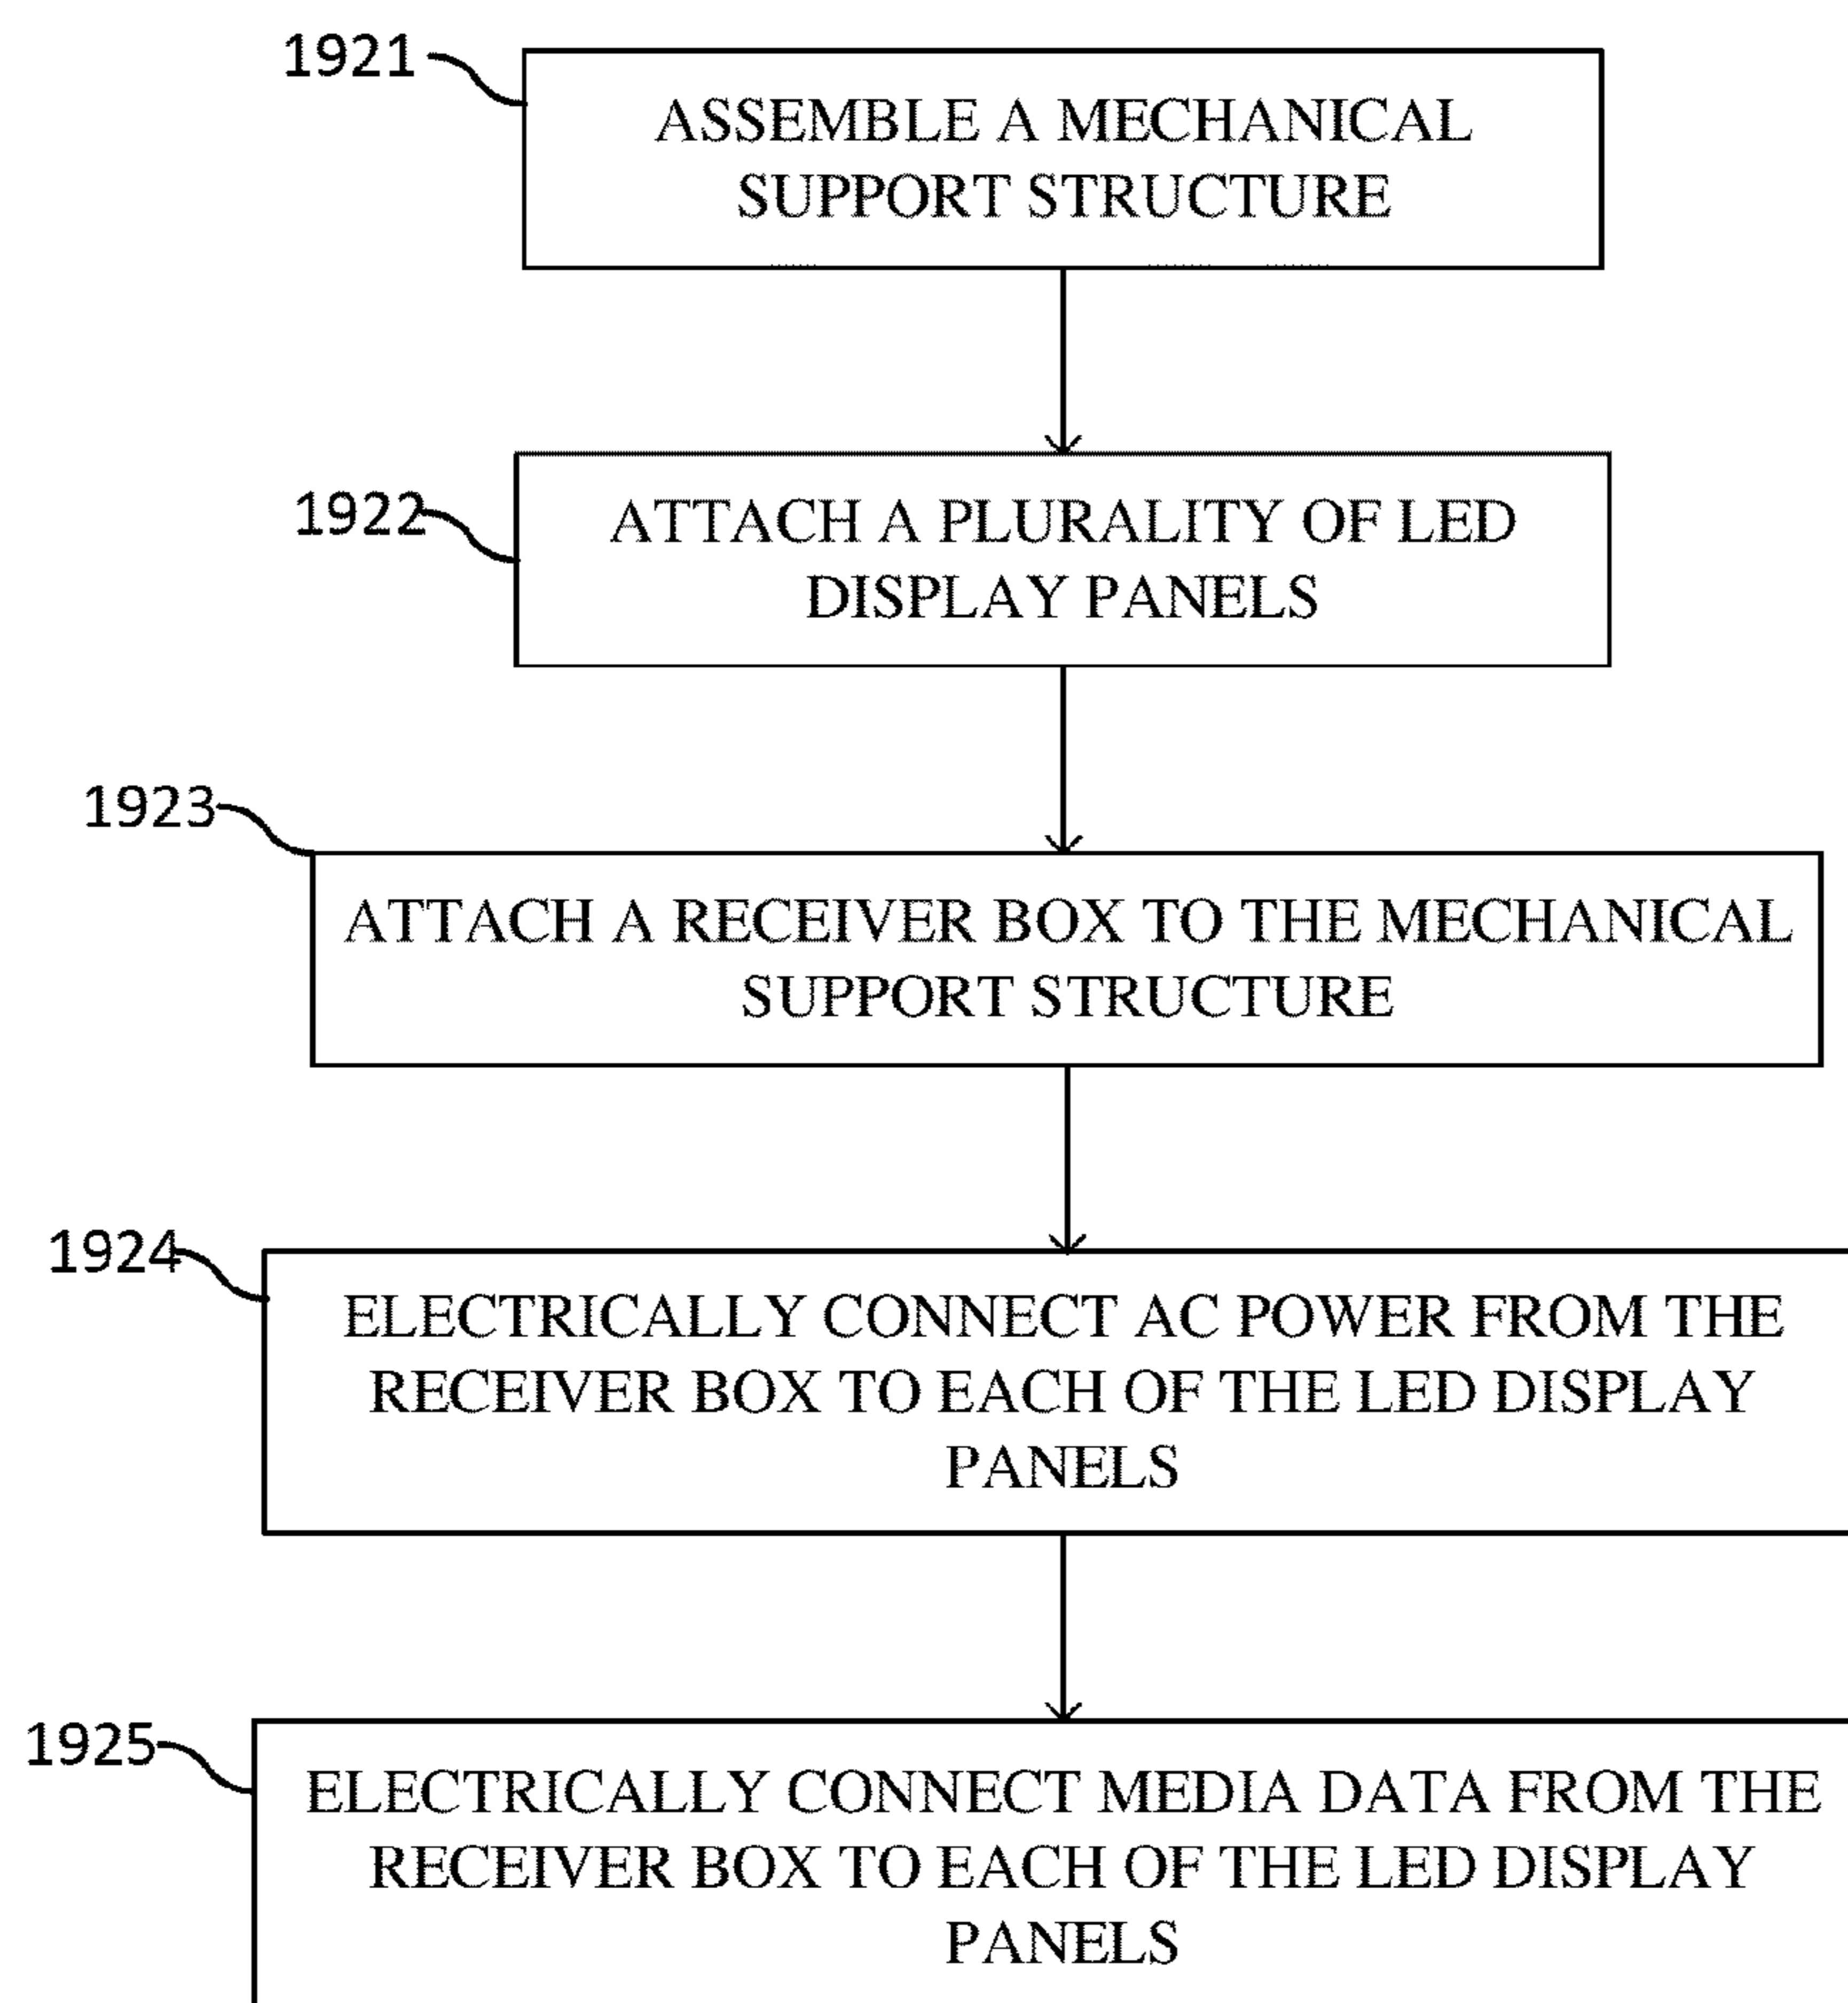 1921
ASSEMBLE A MECHANICAL
SUPPORT STRUCTURE
1922
ATTACH A PLURALITY OF LED
DISPLAY PANELS
1923
ATTACH A RECEIVER BOX TO THE MECHANICAL
SUPPORT STRUCTURE
1924
ELECTRICALLY CONNECT AC POWER FROM THE
RECEIVER BOX TO EACH OF THE LED DISPLAY
PANELS
1925
ELECTRICALLY CONNECT MEDIA DATA FROM THE
RECEIVER BOX TO EACH OF THE LED DISPLAY
PANELS